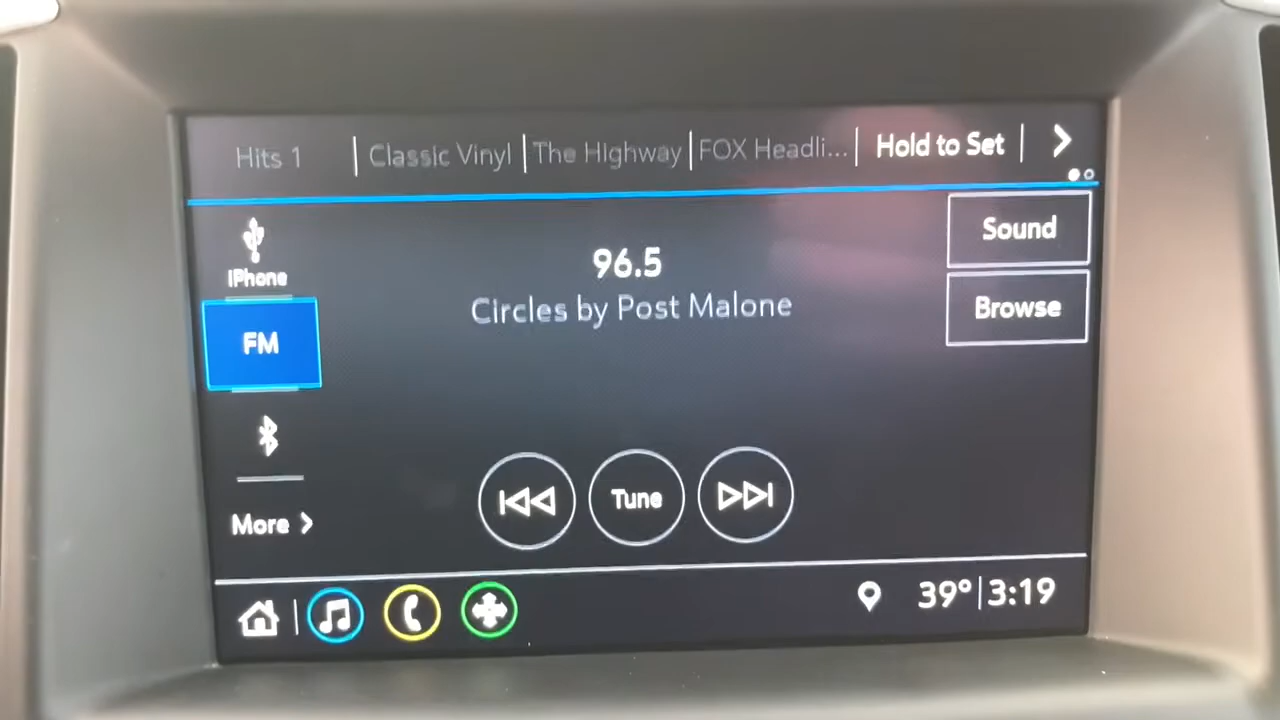 Hits 1 Classic Vinyl The Highway FOX Headli... Hold to Set
iPhone
Sound
96.5
Circles by Post Malone
Browse
FM
Tune
More
39° 3:19